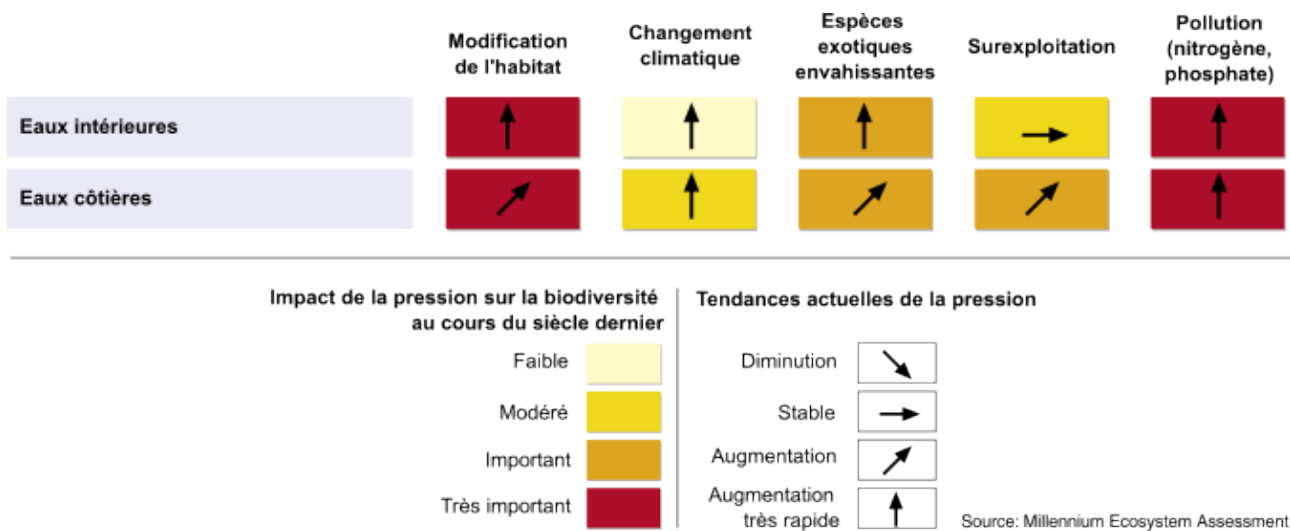 Modification
de l'habitat
Changement
climatique
Espèces
exotiques
envahissantes
Surexploitation
Pollution
(nitrogène,
phosphate)
Eaux intérieures
Eaux côtières
Impact de la pression sur la biodiversité
au cours du siècle dernier
Faible
Modéré
Important
Très important
Tendances actuelles de la pression
Diminution
Stable
Augmentation
Augmentation
très rapide
Source: Millennium Ecosystem Assessment